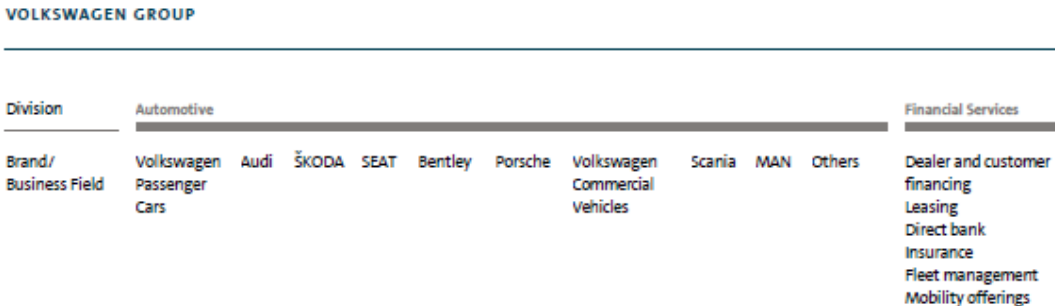 VOLKSWAGEN GROUP
Division Automotive Financial Services
Brand/ Volkswagen Audi ŠKODA SEAT Bentley Porsche Volkswagen Scania MAN Others Dealer and customer
Business Field Passenger Commercial financing
Cars Vehicles Leasing
Direct bank
Insurance
Fleet management
Mobility offerings